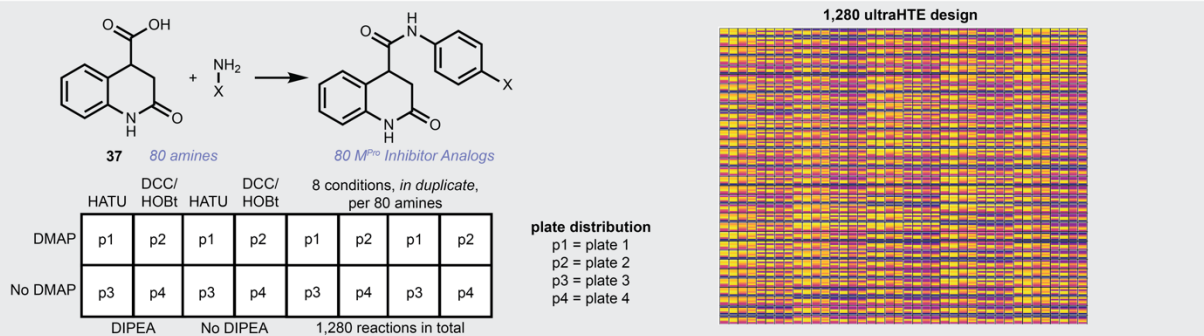 1,280 ultraHTE design
O
OH
N
H
O
+
NH2
X
O
H
N
X
N
H
O
37
80 amines
80 MPro Inhibitor Analogs
HATU
DCC/
HOBt
HATU
DCC/
HOBt
8 conditions, in duplicate,
per 80 amines
DMAP
p1
p2
p1
p2
p1
p2
p1
p2
No DMAP
p3
p4
p3
p4
p3
p4
p3
p4
DIPEA
No DIPEA
1,280 reactions in total
plate distribution
p1 = plate 1
p2 = plate 2
p3 = plate 3
p4 = plate 4